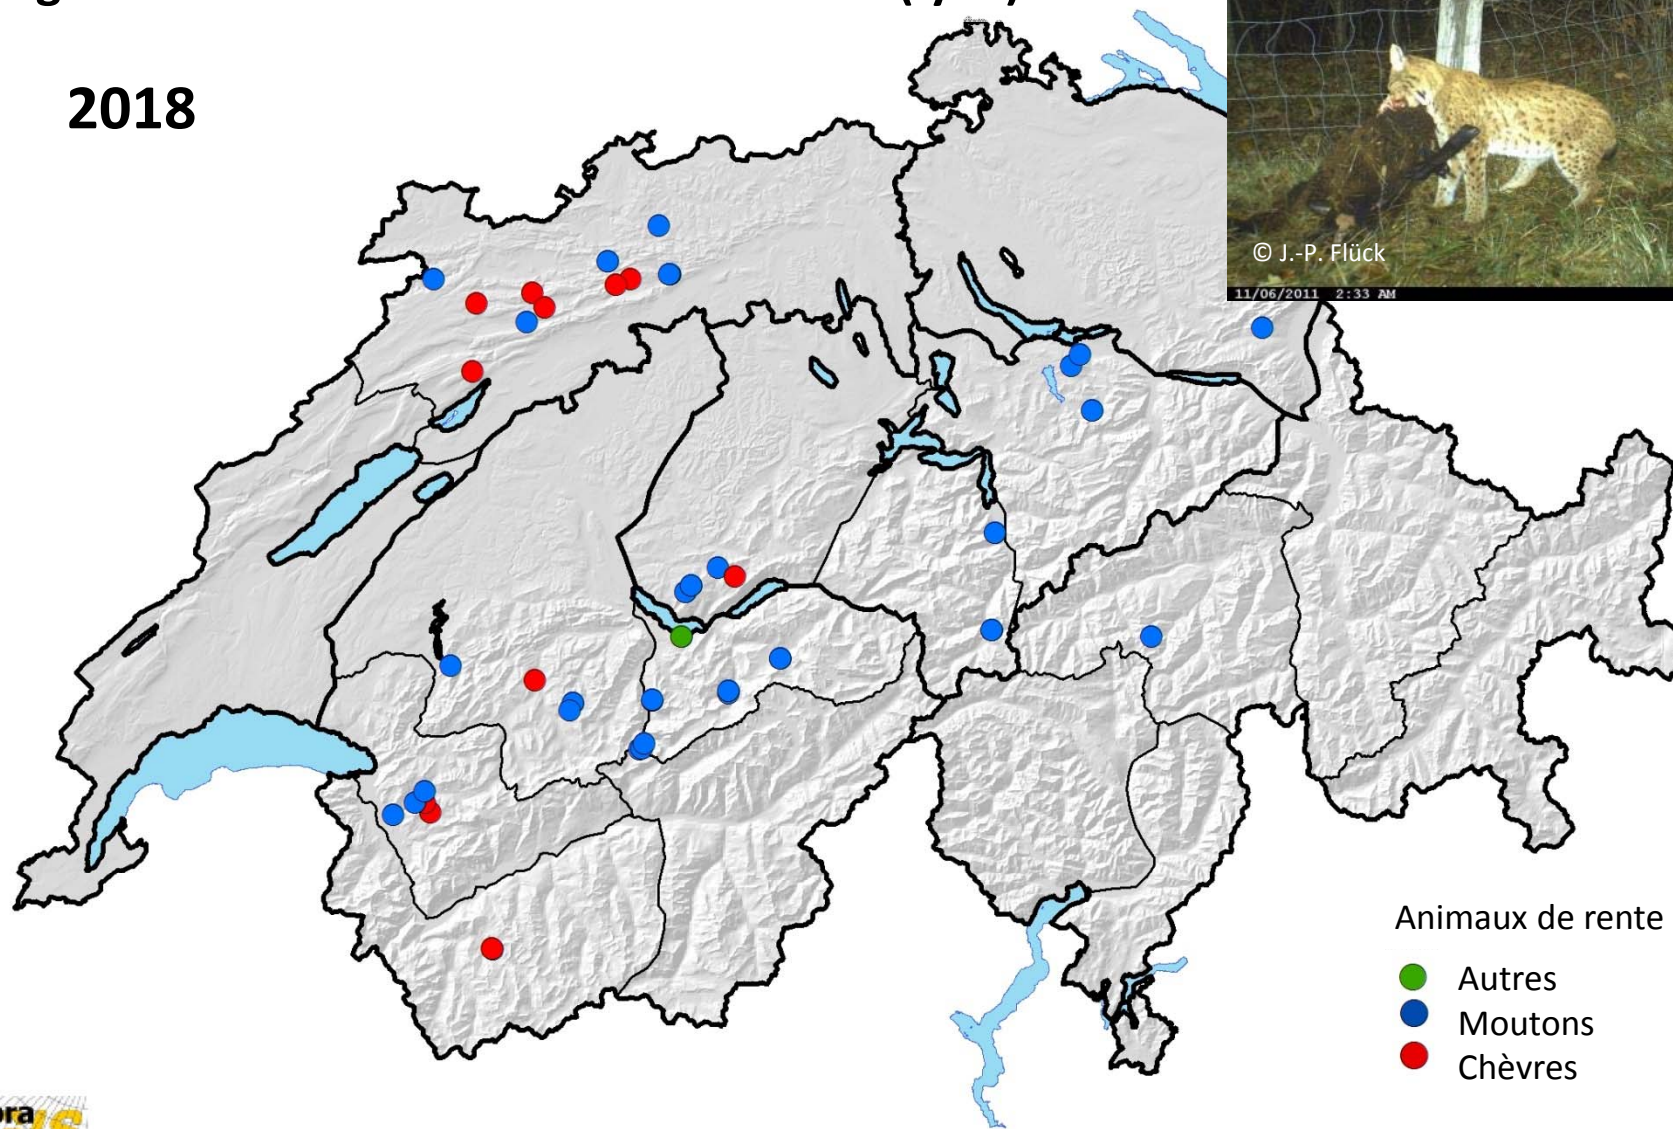 2018
© J.-P. Flück
11/06/2011 2:33 AM
Animaux de rente
Autres
Moutons
Chèvres